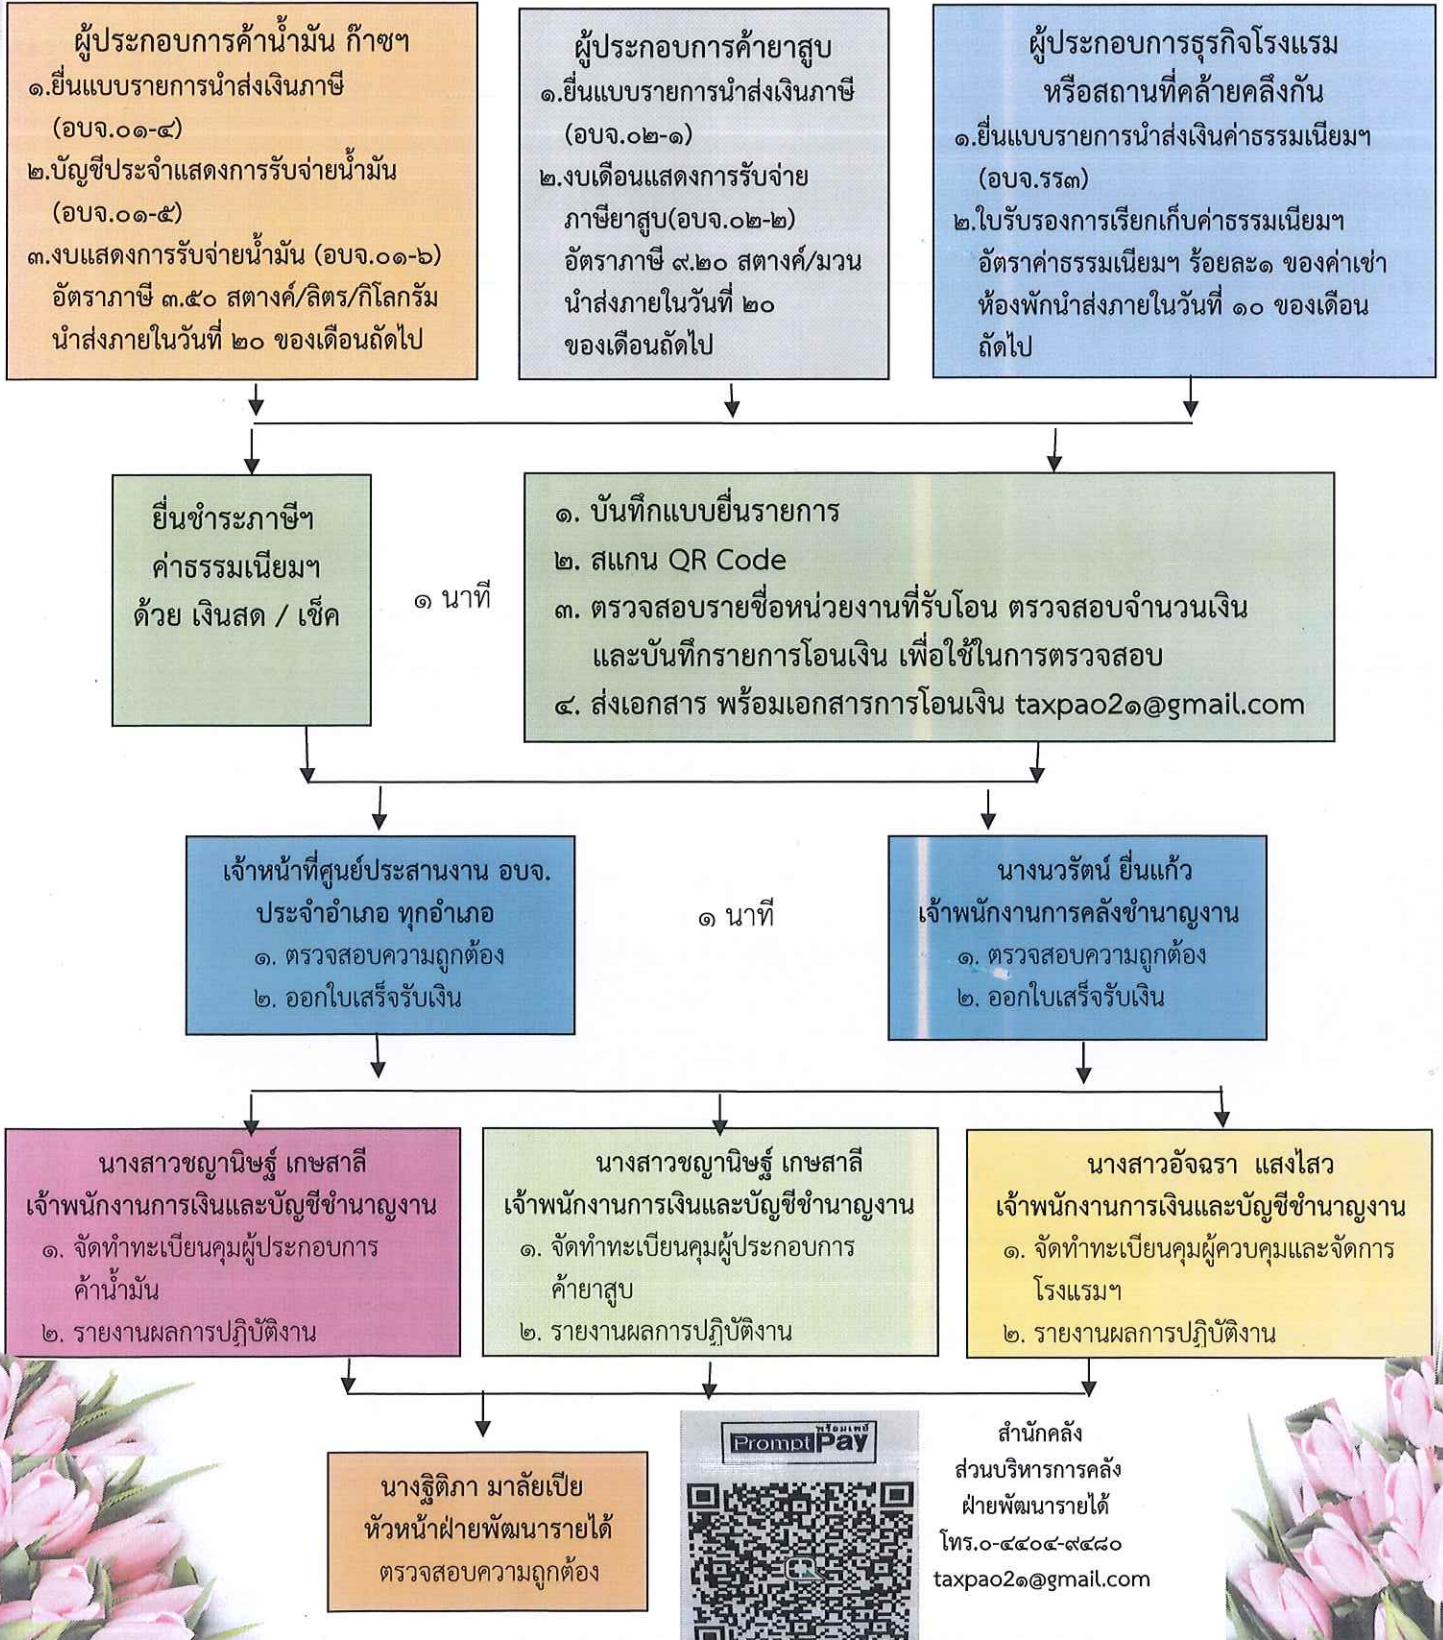 ผู้ประกอบการค้าน้ำมัน ก๊าซฯ
๑.ยื่นแบบรายการนำส่งเงินภาษี
(อบจ.๐๑-๔)
๒.บัญชีประจำแสดงการรับจ่ายน้ำมัน
(อบจ.๐๑-๕)
๓.งบแสดงการรับจ่ายน้ำมัน (อบจ.๐๑-๖)
อัตราภาษี ๓.๕๐ สตางค์/ลิตร/กิโลกรัม
นำส่งภายในวันที่ ๒๐ ของเดือนถัดไป
ผู้ประกอบการค้ายาสูบ
๑.ยื่นแบบรายการนำส่งเงินภาษี
(อบจ.๐๒-๑)
๒.งบเดือนแสดงการรับจ่าย
ภาษียาสูบ(อบจ.๐๒-๒)
อัตราภาษี ๙.๒๐ สตางค์/มวน
นำส่งภายในวันที่ ๒๐
ของเดือนถัดไป
ผู้ประกอบการธุรกิจโรงแรม
หรือสถานที่คล้ายคลึงกัน
๑.ยื่นแบบรายการนำส่งเงินค่าธรรมเนียมฯ
(อบจ.รร๓)
๒.ใบรับรองการเรียกเก็บค่าธรรมเนียมฯ
อัตราค่าธรรมเนียมฯ ร้อยละ๑ ของค่าเช่า
ห้องพักนำส่งภายในวันที่ ๑๐ ของเดือน
ถัดไป
ยื่นชำระภาษีฯ
ค่าธรรมเนียมฯ
ด้วย เงินสด / เช็ค
๑ นาที
๑. บันทึกแบบยื่นรายการ
๒. สแกน QR Code
๓. ตรวจสอบรายชื่อหน่วยงานที่รับโอน ตรวจสอบจำนวนเงิน
และบันทึกรายการโอนเงิน เพื่อใช้ในการตรวจสอบ
๔. ส่งเอกสาร พร้อมเอกสารการโอนเงิน taxpao2๑@gmail.com
เจ้าหน้าที่ศูนย์ประสานงาน อบจ.
ประจำอำเภอ ทุกอำเภอ
๑. ตรวจสอบความถูกต้อง
๒. ออกใบเสร็จรับเงิน
๑ นาที
นางนวรัตน์ ยื่นแก้ว
เจ้าพนักงานการคลังชำนาญงาน
๑. ตรวจสอบความถูกต้อง
๒. ออกใบเสร็จรับเงิน
นางสาวชญานิษฐ์ เกษสาลี
เจ้าพนักงานการเงินและบัญชีชำนาญงาน
๑. จัดทำทะเบียนคุมผู้ประกอบการ
ค้าน้ำมัน
๒. รายงานผลการปฏิบัติงาน
นางสาวชญานิษฐ์ เกษสาลี
เจ้าพนักงานการเงินและบัญชีชำนาญงาน
๑. จัดทำทะเบียนคุมผู้ประกอบการ
ค้ายาสูบ
๒. รายงานผลการปฏิบัติงาน
นางสาวอัจฉรา แสงไสว
เจ้าพนักงานการเงินและบัญชีชำนาญงาน
๑. จัดทำทะเบียนคุมผู้ควบคุมและจัดการ
โรงแรมฯ
๒. รายงานผลการปฏิบัติงาน
นางฐิติภา มาลัยเปีย
หัวหน้าฝ่ายพัฒนารายได้
ตรวจสอบความถูกต้อง
พร้อมเพย์
Prompt Pay
สำนักคลัง
ส่วนบริหารการคลัง
ฝ่ายพัฒนารายได้
โทร.๐-๔๔๐๔-๙๔๘๐
taxpao2๑@gmail.com